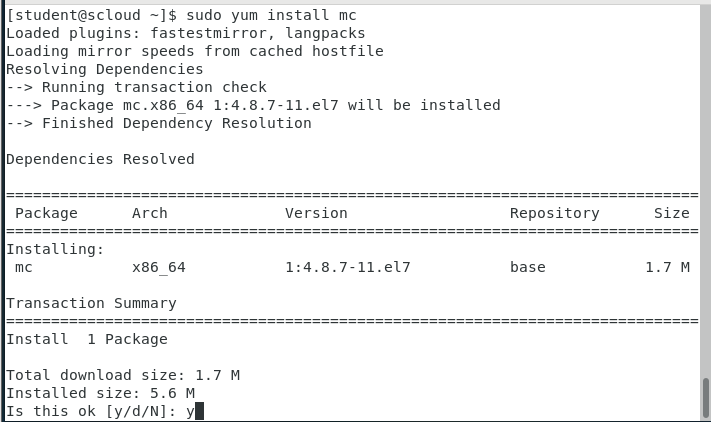 [student@scloud ~]$ sudo yum install mc
Loaded plugins: fastestmirror, langpacks
Loading mirror speeds from cached hostfile
Resolving Dependencies
--> Running transaction check
---> Package mc.x86_64 1:4.8.7-11.el7 will be installed
--> Finished Dependency Resolution

Dependencies Resolved

=============================================================================
 Package      Arch           Version                  Repository      Size
=============================================================================
Installing:
 mc           x86_64           1:4.8.7-11.el7           base           1.7 M

Transaction Summary
=============================================================================
Install  1 Package

Total download size: 1.7 M
Installed size: 5.6 M
Is this ok [y/d/N]: y